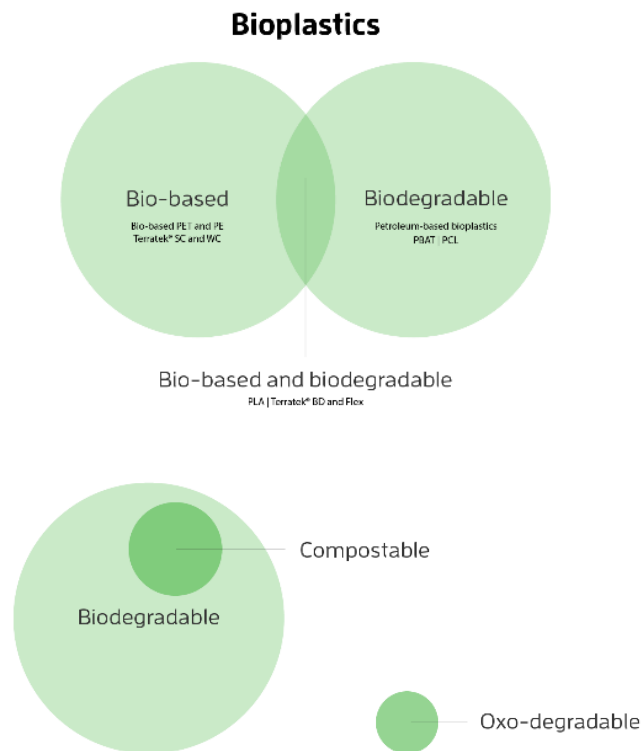 Bioplastics
Bio-based
Bio-based PET and PE
Terratek® SC and WC
Biodegradable
Petroleum-based bioplastics
PBAT | PCL
Bio-based and biodegradable
PLA | Terratek® BD and Flex
Compostable
Biodegradable
Oxo-degradable